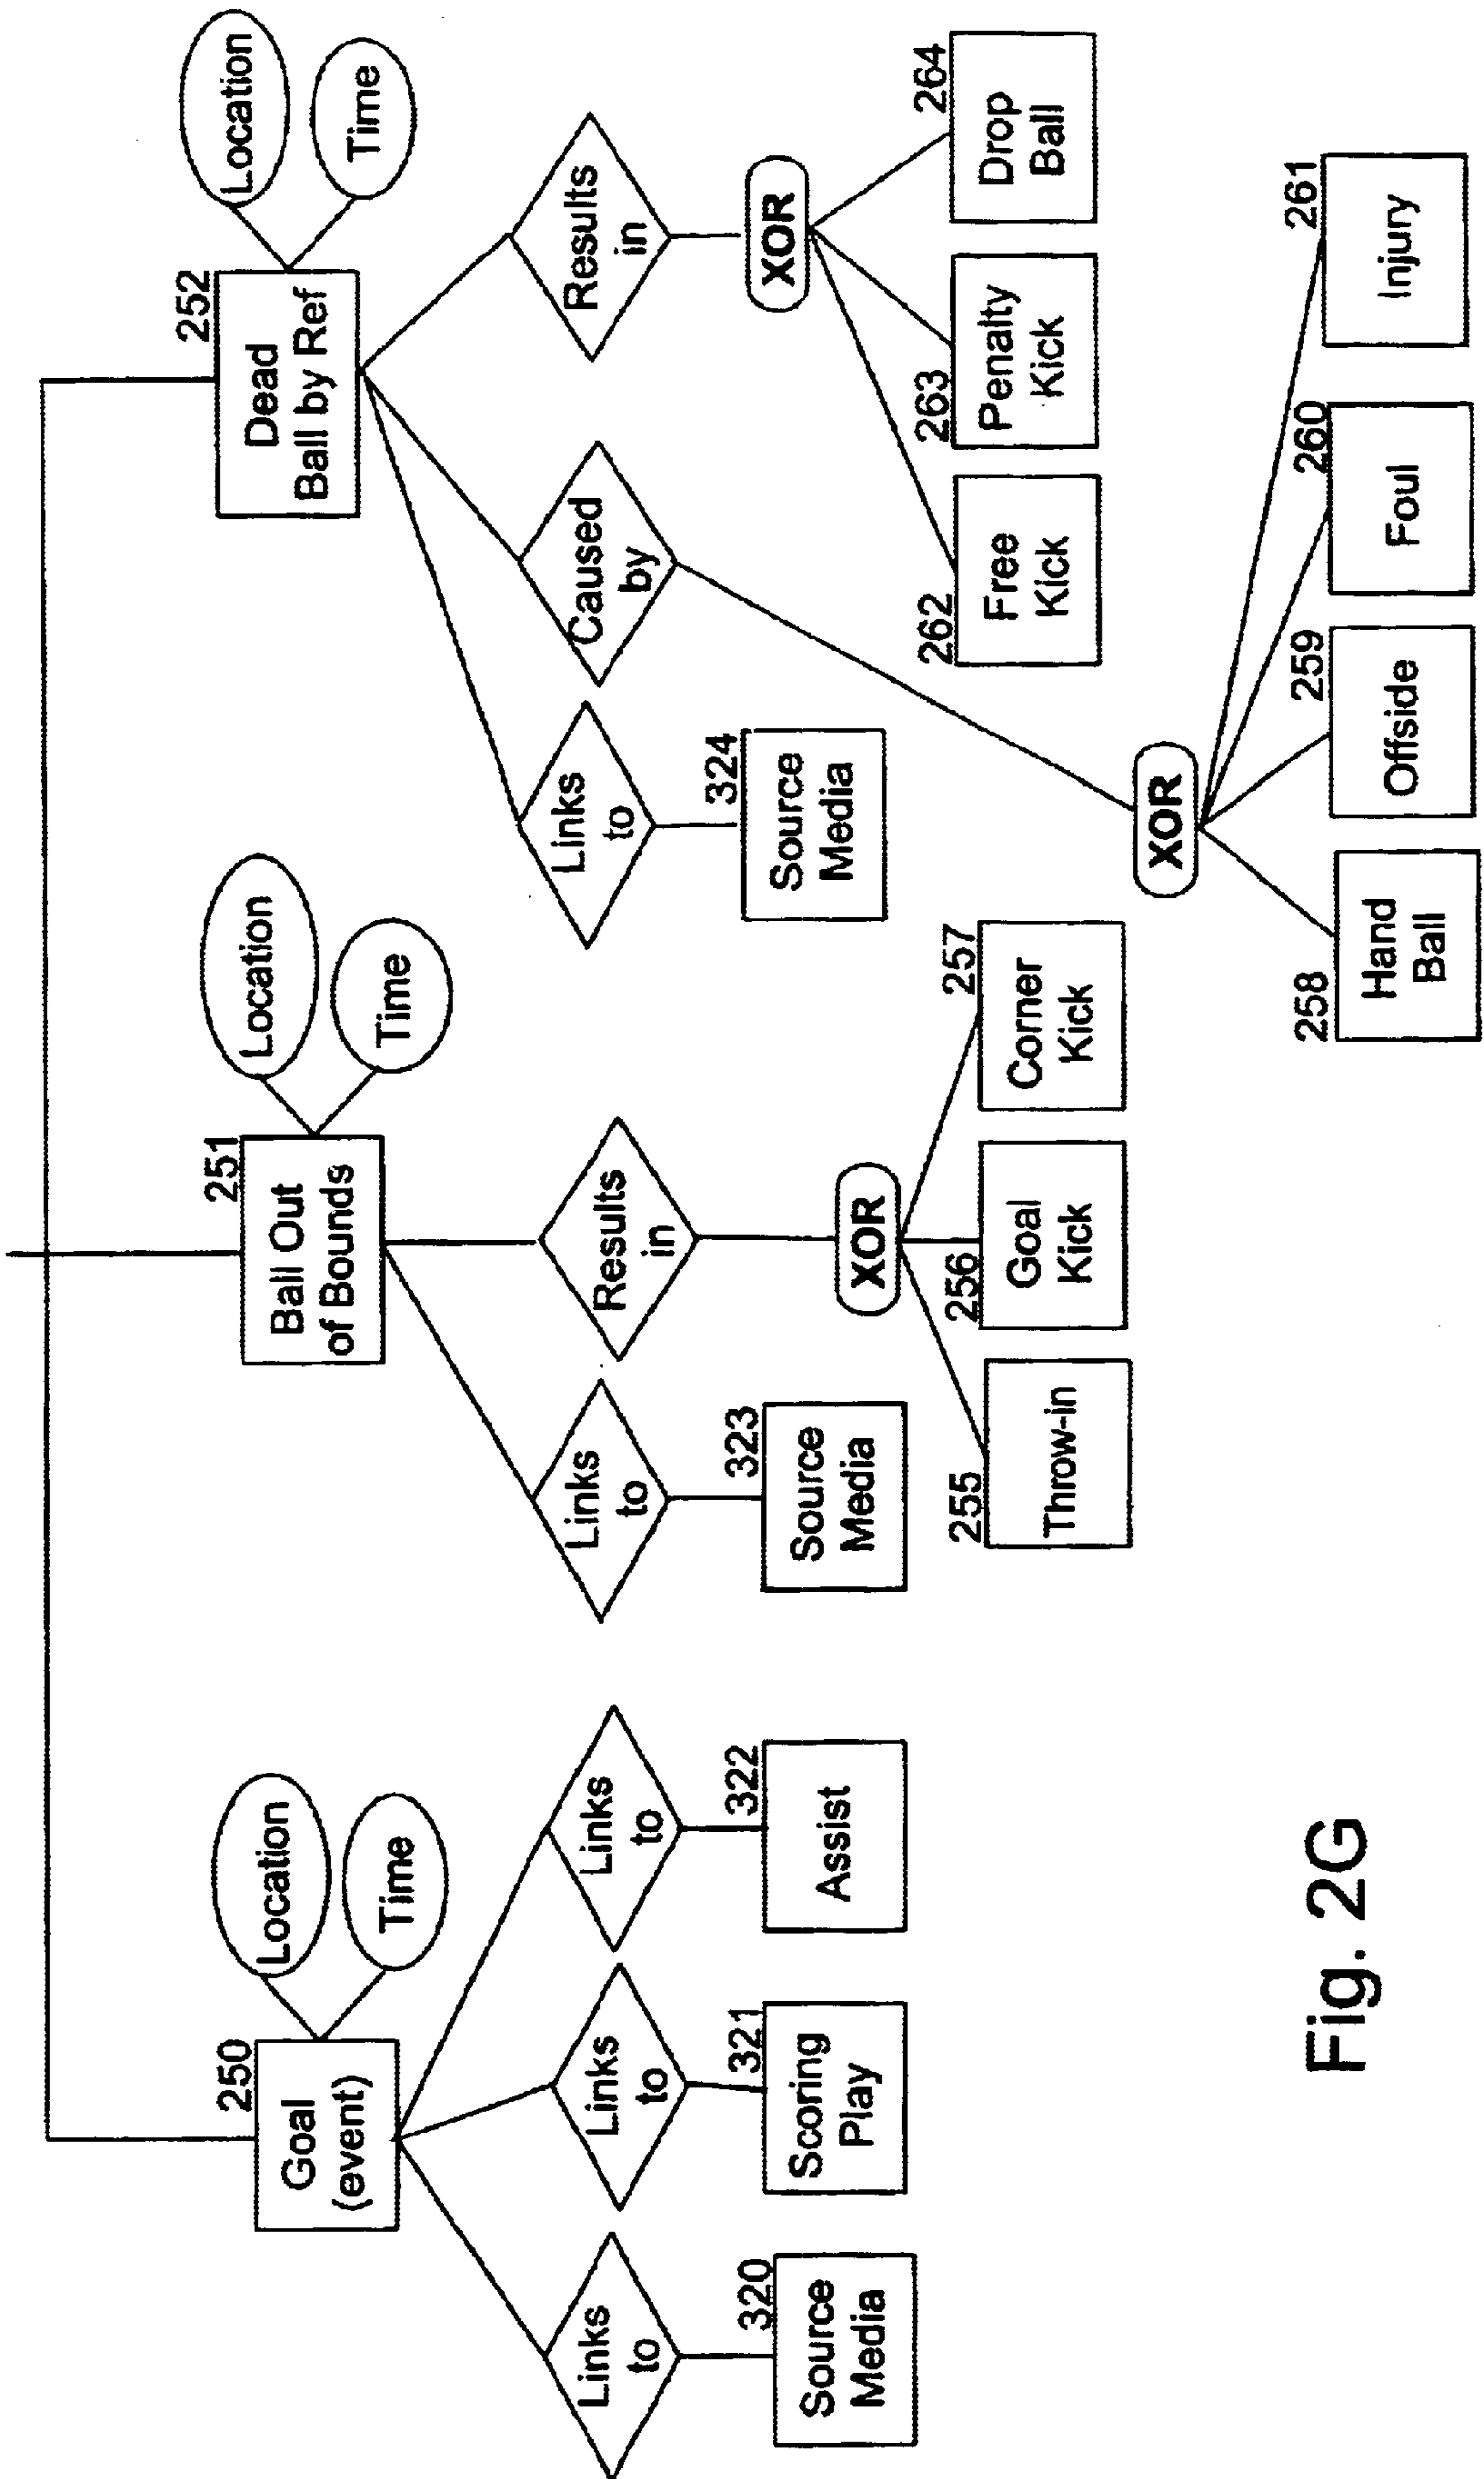 250
Goal
(event)
Location
Time
251
Ball Out
of Bounds
Location
Time
252
Dead
Ball by Ref
Location
Time
Links
to
Links
to
Links
to
Links
to
Results
in
Links
to
Caused
by
Results
in
320
Source
Media
321
Scoring
Play
322
Assist
323
Source
Media
XOR
324
Source
Media
XOR
255
Throw-in
256
Goal
Kick
257
Corner
Kick
262
Free
Kick
263
Penalty
Kick
264
Drop
Ball
XOR
258
Hand
Ball
259
Offside
260
Foul
261
Injury
Fig. 2G